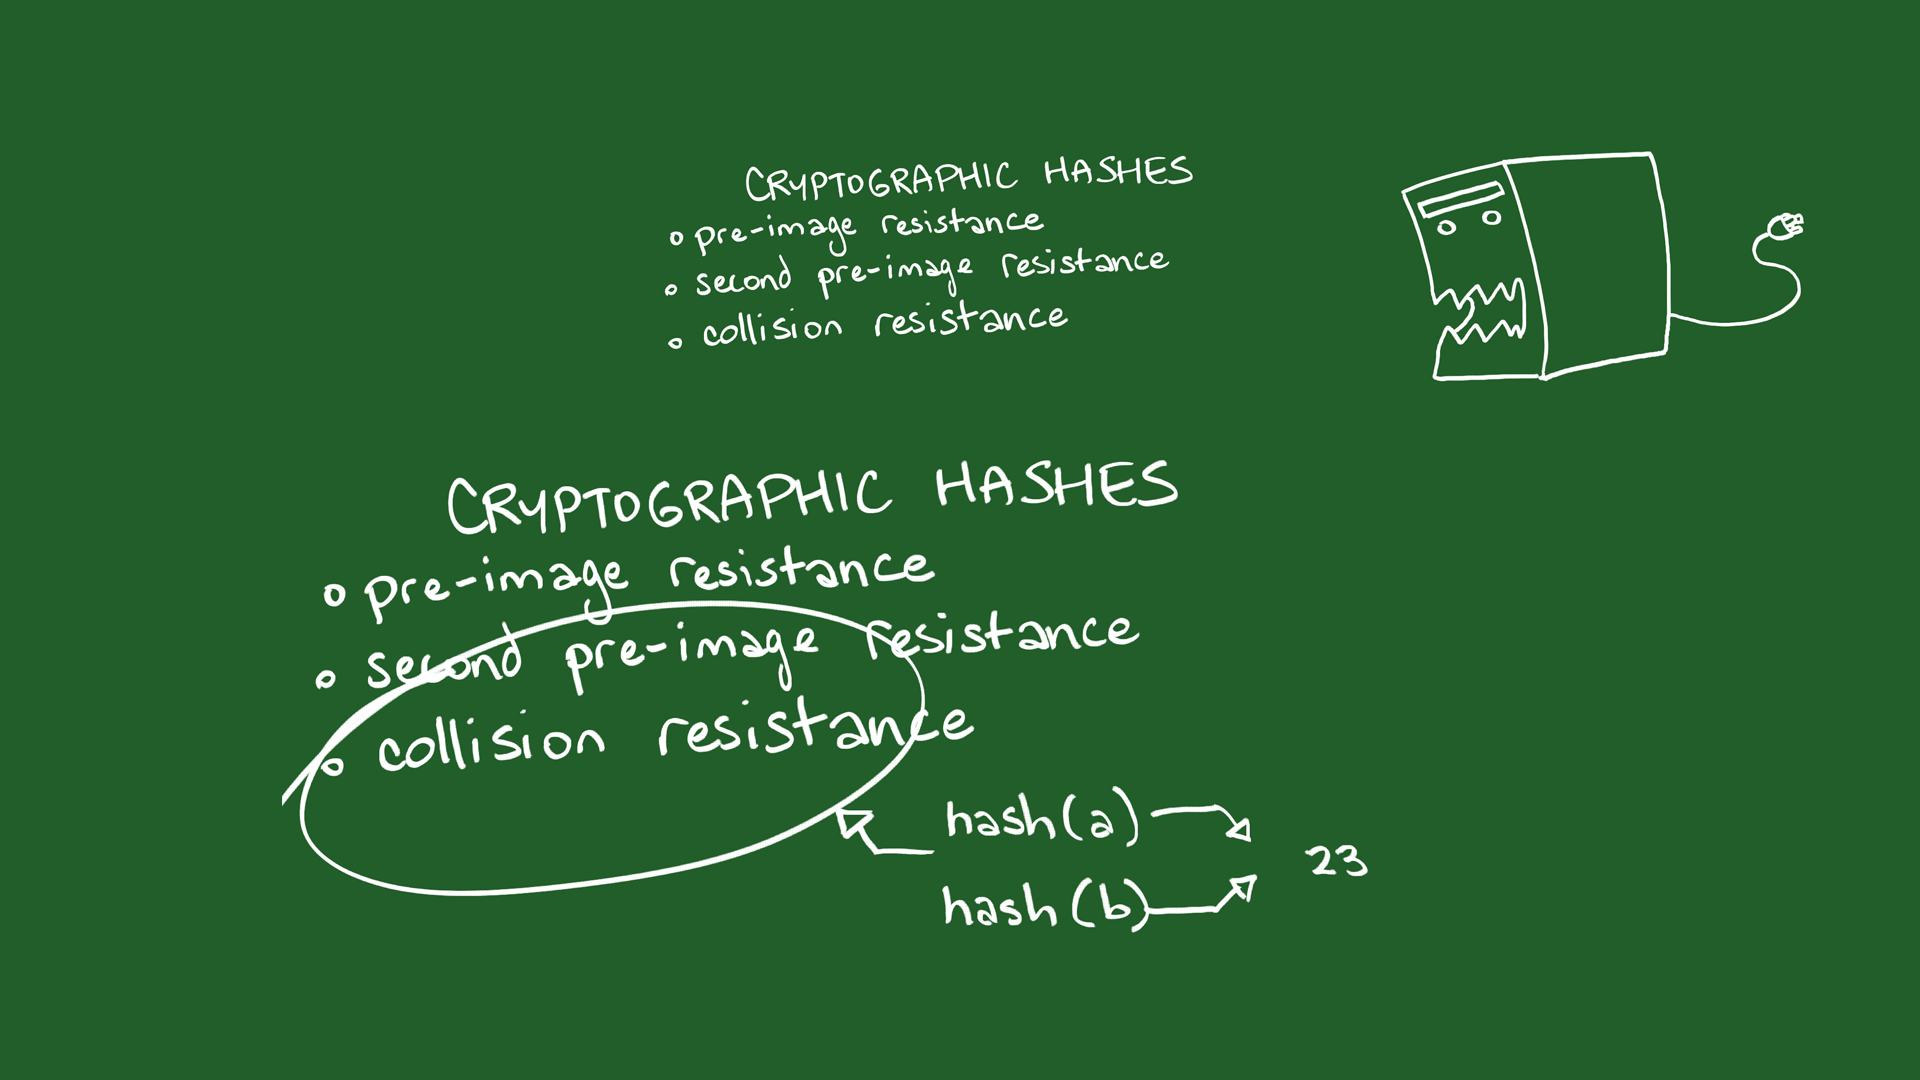 CRYPTOGRAPHIC HASHES
pre-image resistance
second pre-image resistance
collision resistance
CRYPTOGRAPHIC HASHES
pre-image resistance
second pre-image resistance
collision resistance
hash(a)
23
hash(b)